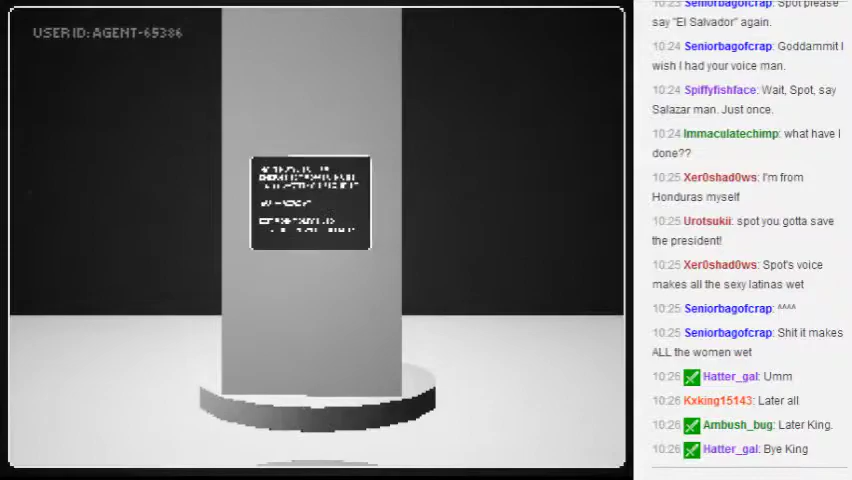 USER ID: AGENT-65386
10:23 Seniorbagofcrap: Spot please
say "El Salvador" again.
10:24 Seniorbagofcrap: Goddammit I
wish I had your voice man.
10:24 Spiffyfishface: Wait, Spot, say
Salazar man. Just once.
10:24 Immaculatechimp: what have I
done??
10:25 Xer0shad0ws: I'm from
Honduras myself
10:25 Urotsukii: spot you gotta save
the president!
10:25 Xer0shad0ws: Spot's voice
makes all the sexy latinas wet
10:25 Seniorbagofcrap: ^^^^
10:25 Seniorbagofcrap: Shit it makes
ALL the women wet
10:26 Hatter_gal: Umm
10:26 Kxking15143: Later all
10:26 Ambush_bug: Later King.
10:26 Hatter_gal: Bye King